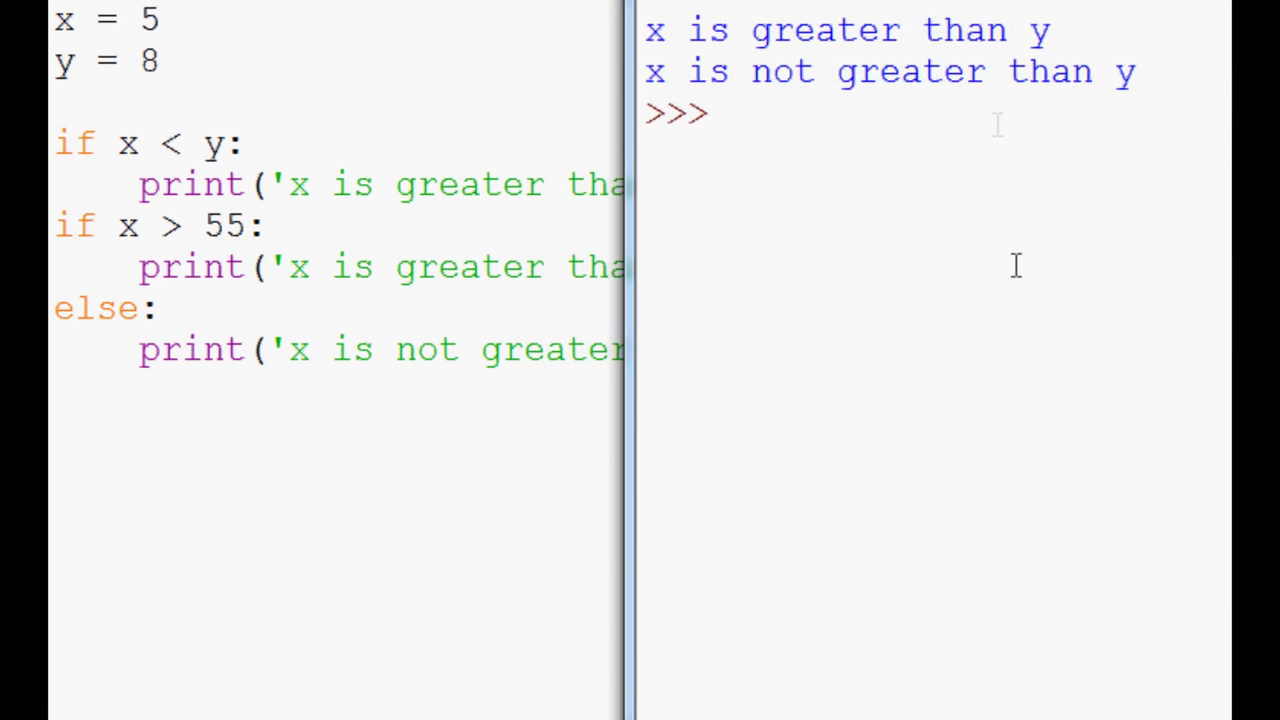 x = 5
y = 8
if x < y:
print('x is greater tha
if x > 55:
print('x is greater tha
else:
print('x is not greater
x is greater than y
x is not greater than y
>>>